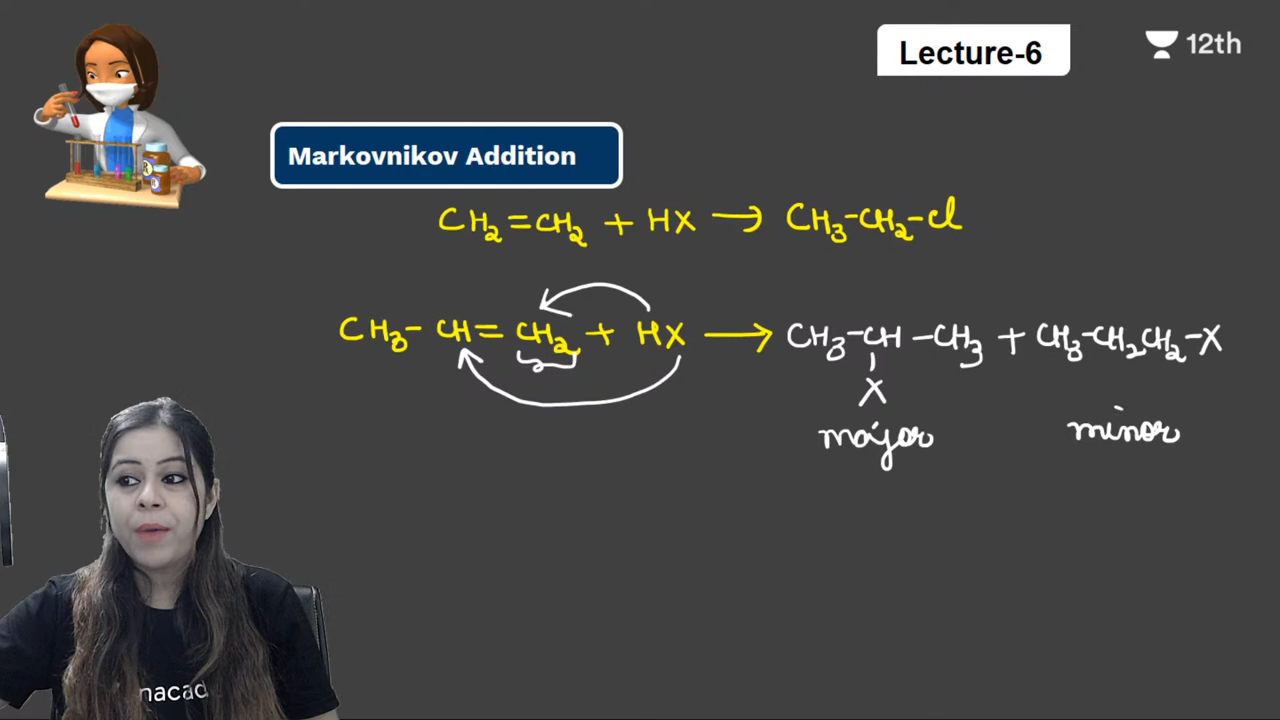 Lecture-6
12th
Markovnikov Addition
CH₂=CH₂ + HX → CH₃-CH₂-Cl
CH₃-CH=CH₂ + HX → CH₃-CH-CH₃ + CH₃-CH₂CH₂-X
X
major minor
nacad